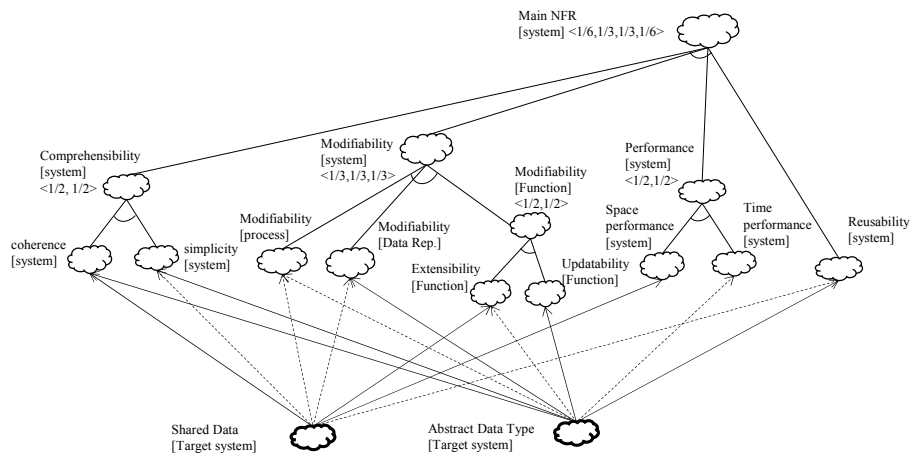 Main NFR
[system] <1/6,1/3,1/3,1/6>
Comprehensibility
[system]
<1/2, 1/2>
Modifiability
[system]
<1/3,1/3,1/3>
Modifiability
[Function]
<1/2,1/2>
Performance
[system]
<1/2,1/2>
coherence
[system]
simplicity
[system]
Modifiability
[process]
Modifiability
[Data Rep.]
Extensibility
[Function]
Updatability
[Function]
Space
performance
[system]
Time
performance
[system]
Reusability
[system]
Shared Data
[Target system]
Abstract Data Type
[Target system]